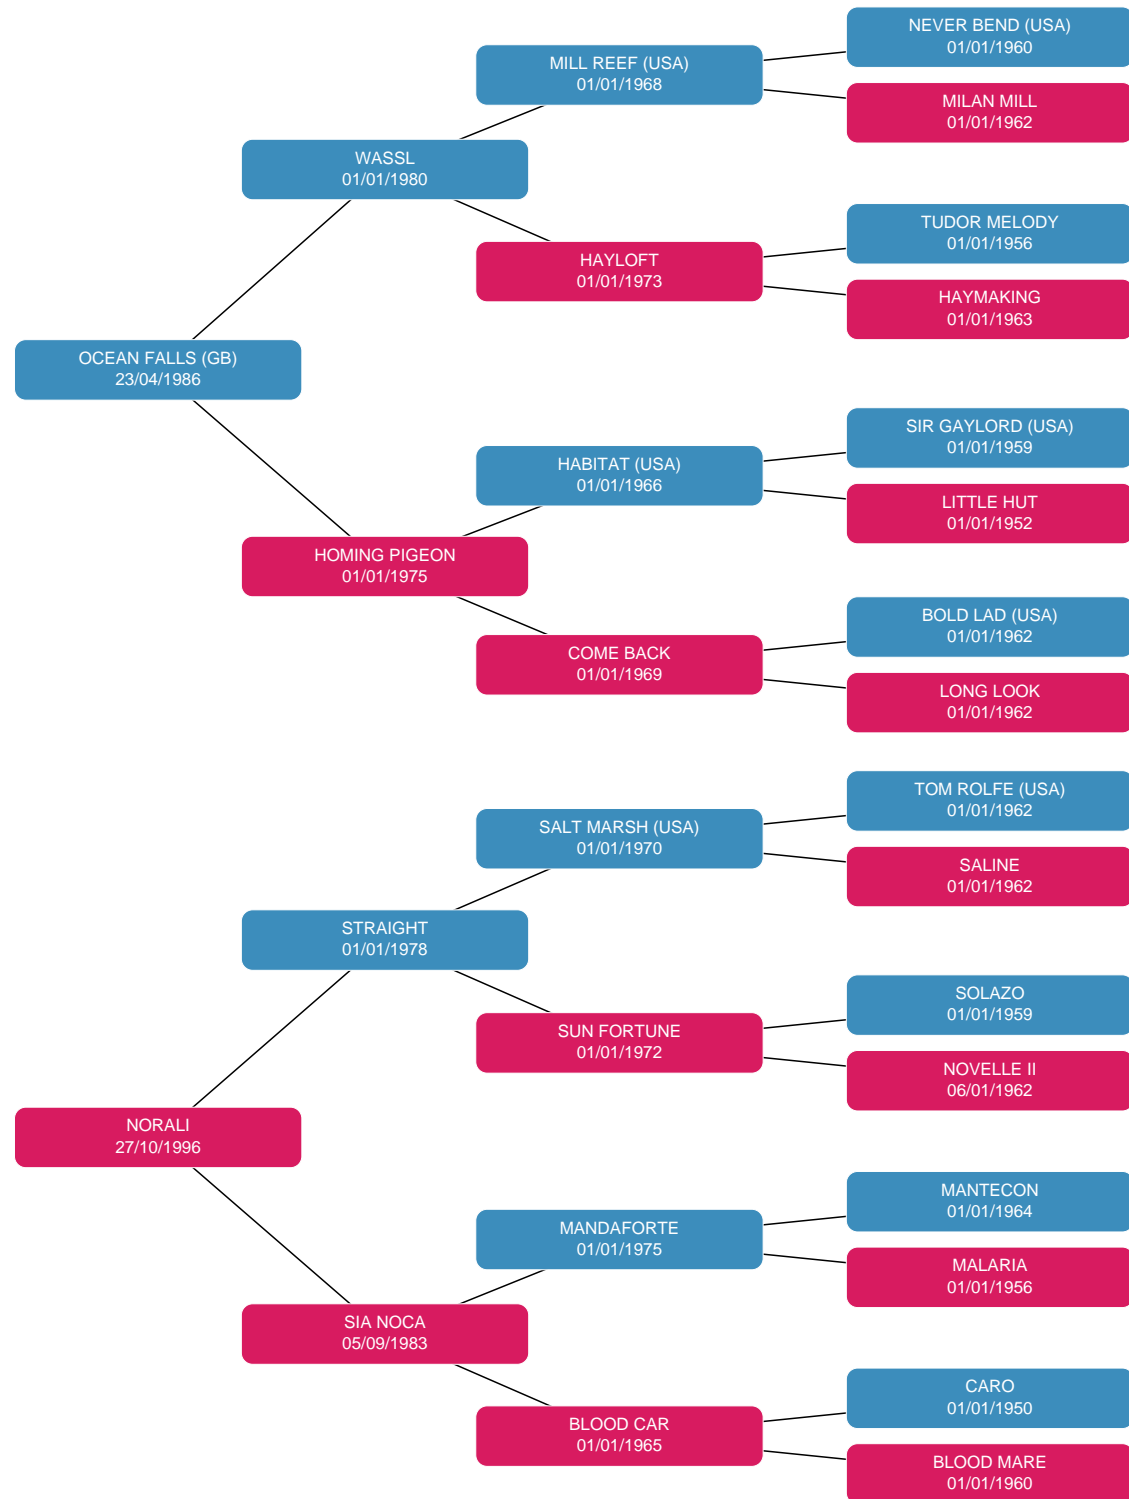 NEVER BEND (USA)
01/01/1960
MILL REEF (USA)
01/01/1968
MILAN MILL
01/01/1962
WASSL
01/01/1980
TUDOR MELODY
01/01/1956
HAYLOFT
01/01/1973
HAYMAKING
01/01/1963
OCEAN FALLS (GB)
23/04/1986
SIR GAYLORD (USA)
01/01/1959
HABITAT (USA)
01/01/1966
LITTLE HUT
01/01/1952
HOMING PIGEON
01/01/1975
BOLD LAD (USA)
01/01/1962
COME BACK
01/01/1969
LONG LOOK
01/01/1962
TOM ROLFE (USA)
01/01/1962
SALT MARSH (USA)
01/01/1970
SALINE
01/01/1962
STRAIGHT
01/01/1978
SOLAZO
01/01/1959
SUN FORTUNE
01/01/1972
NOVELLE II
06/01/1962
NORALI
27/10/1996
MANTECON
01/01/1964
MANDAFORTE
01/01/1975
MALARIA
01/01/1956
SIA NOCA
05/09/1983
CARO
01/01/1950
BLOOD CAR
01/01/1965
BLOOD MARE
01/01/1960